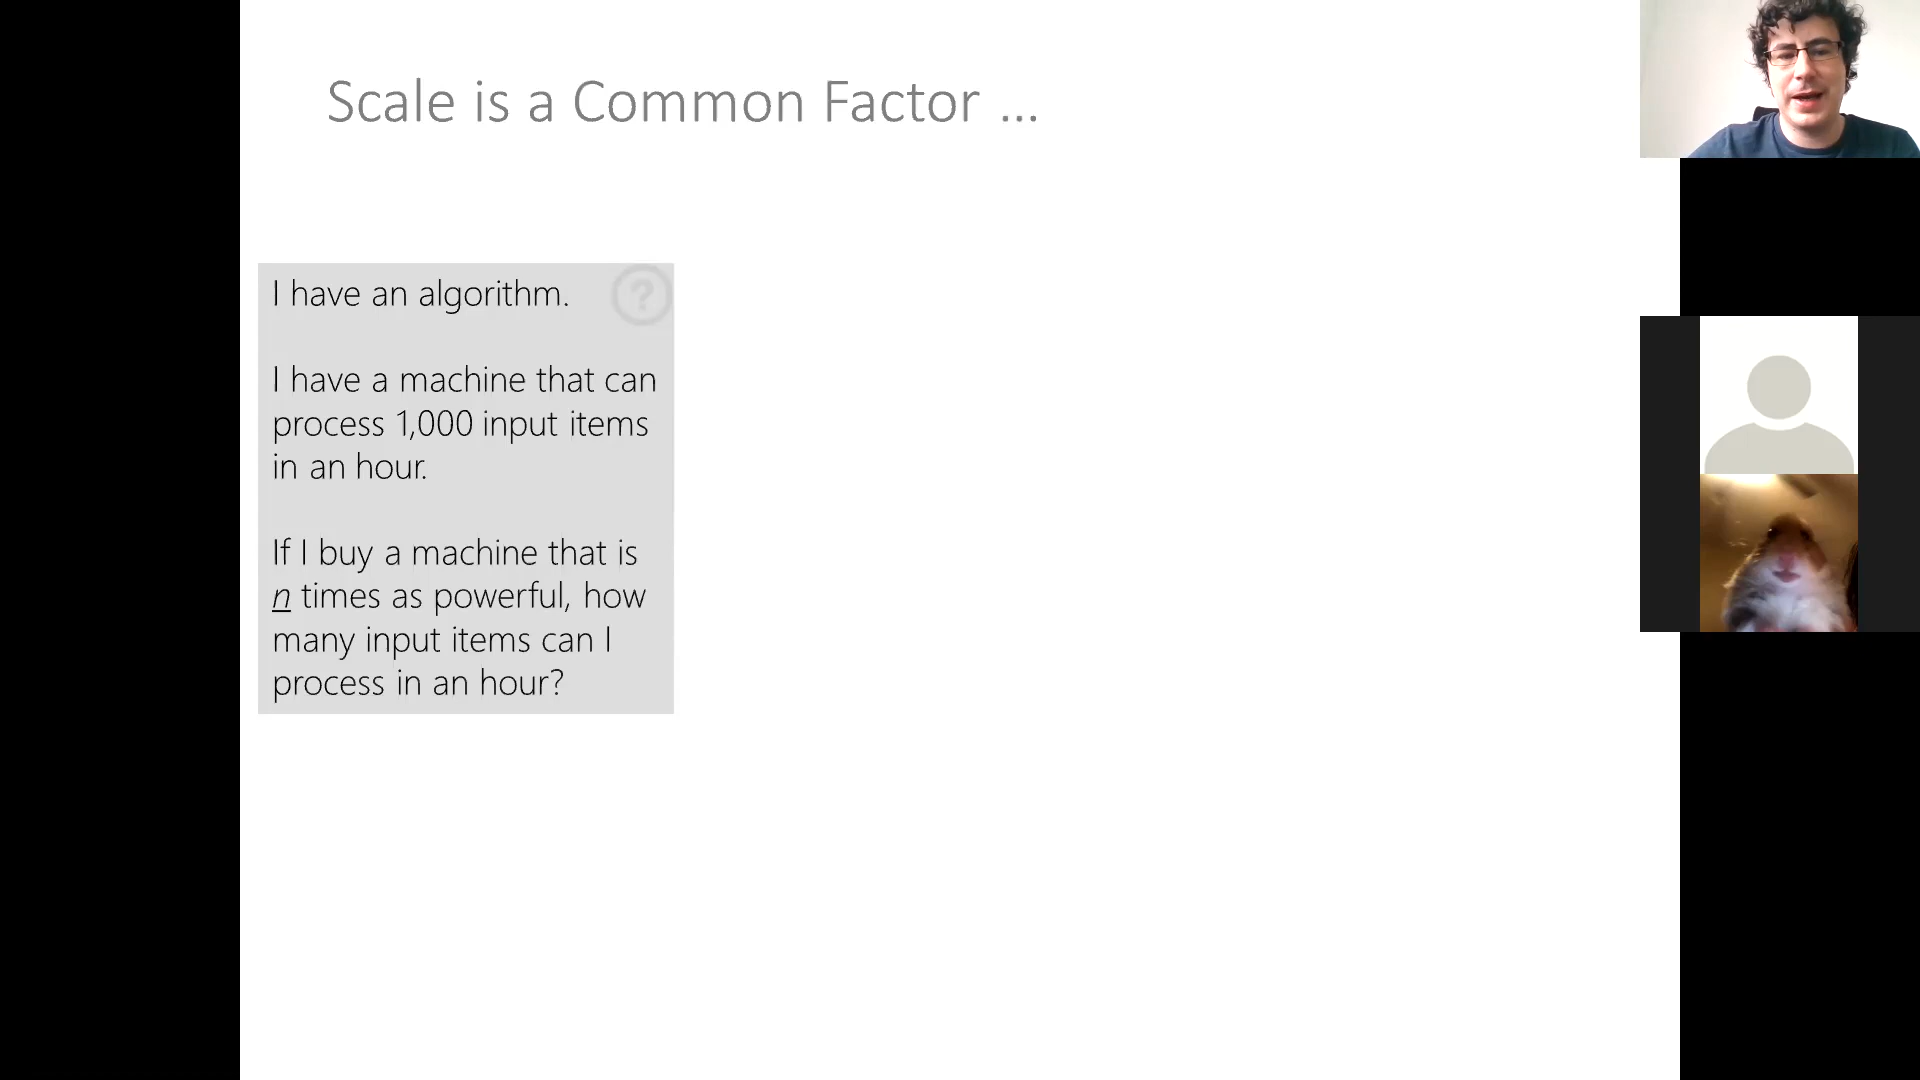 Scale is a Common Factor ...
I have an algorithm.
?
I have a machine that can
process 1,000 input items
in an hour.
If I buy a machine that is
n times as powerful, how
many input items can I
process in an hour?